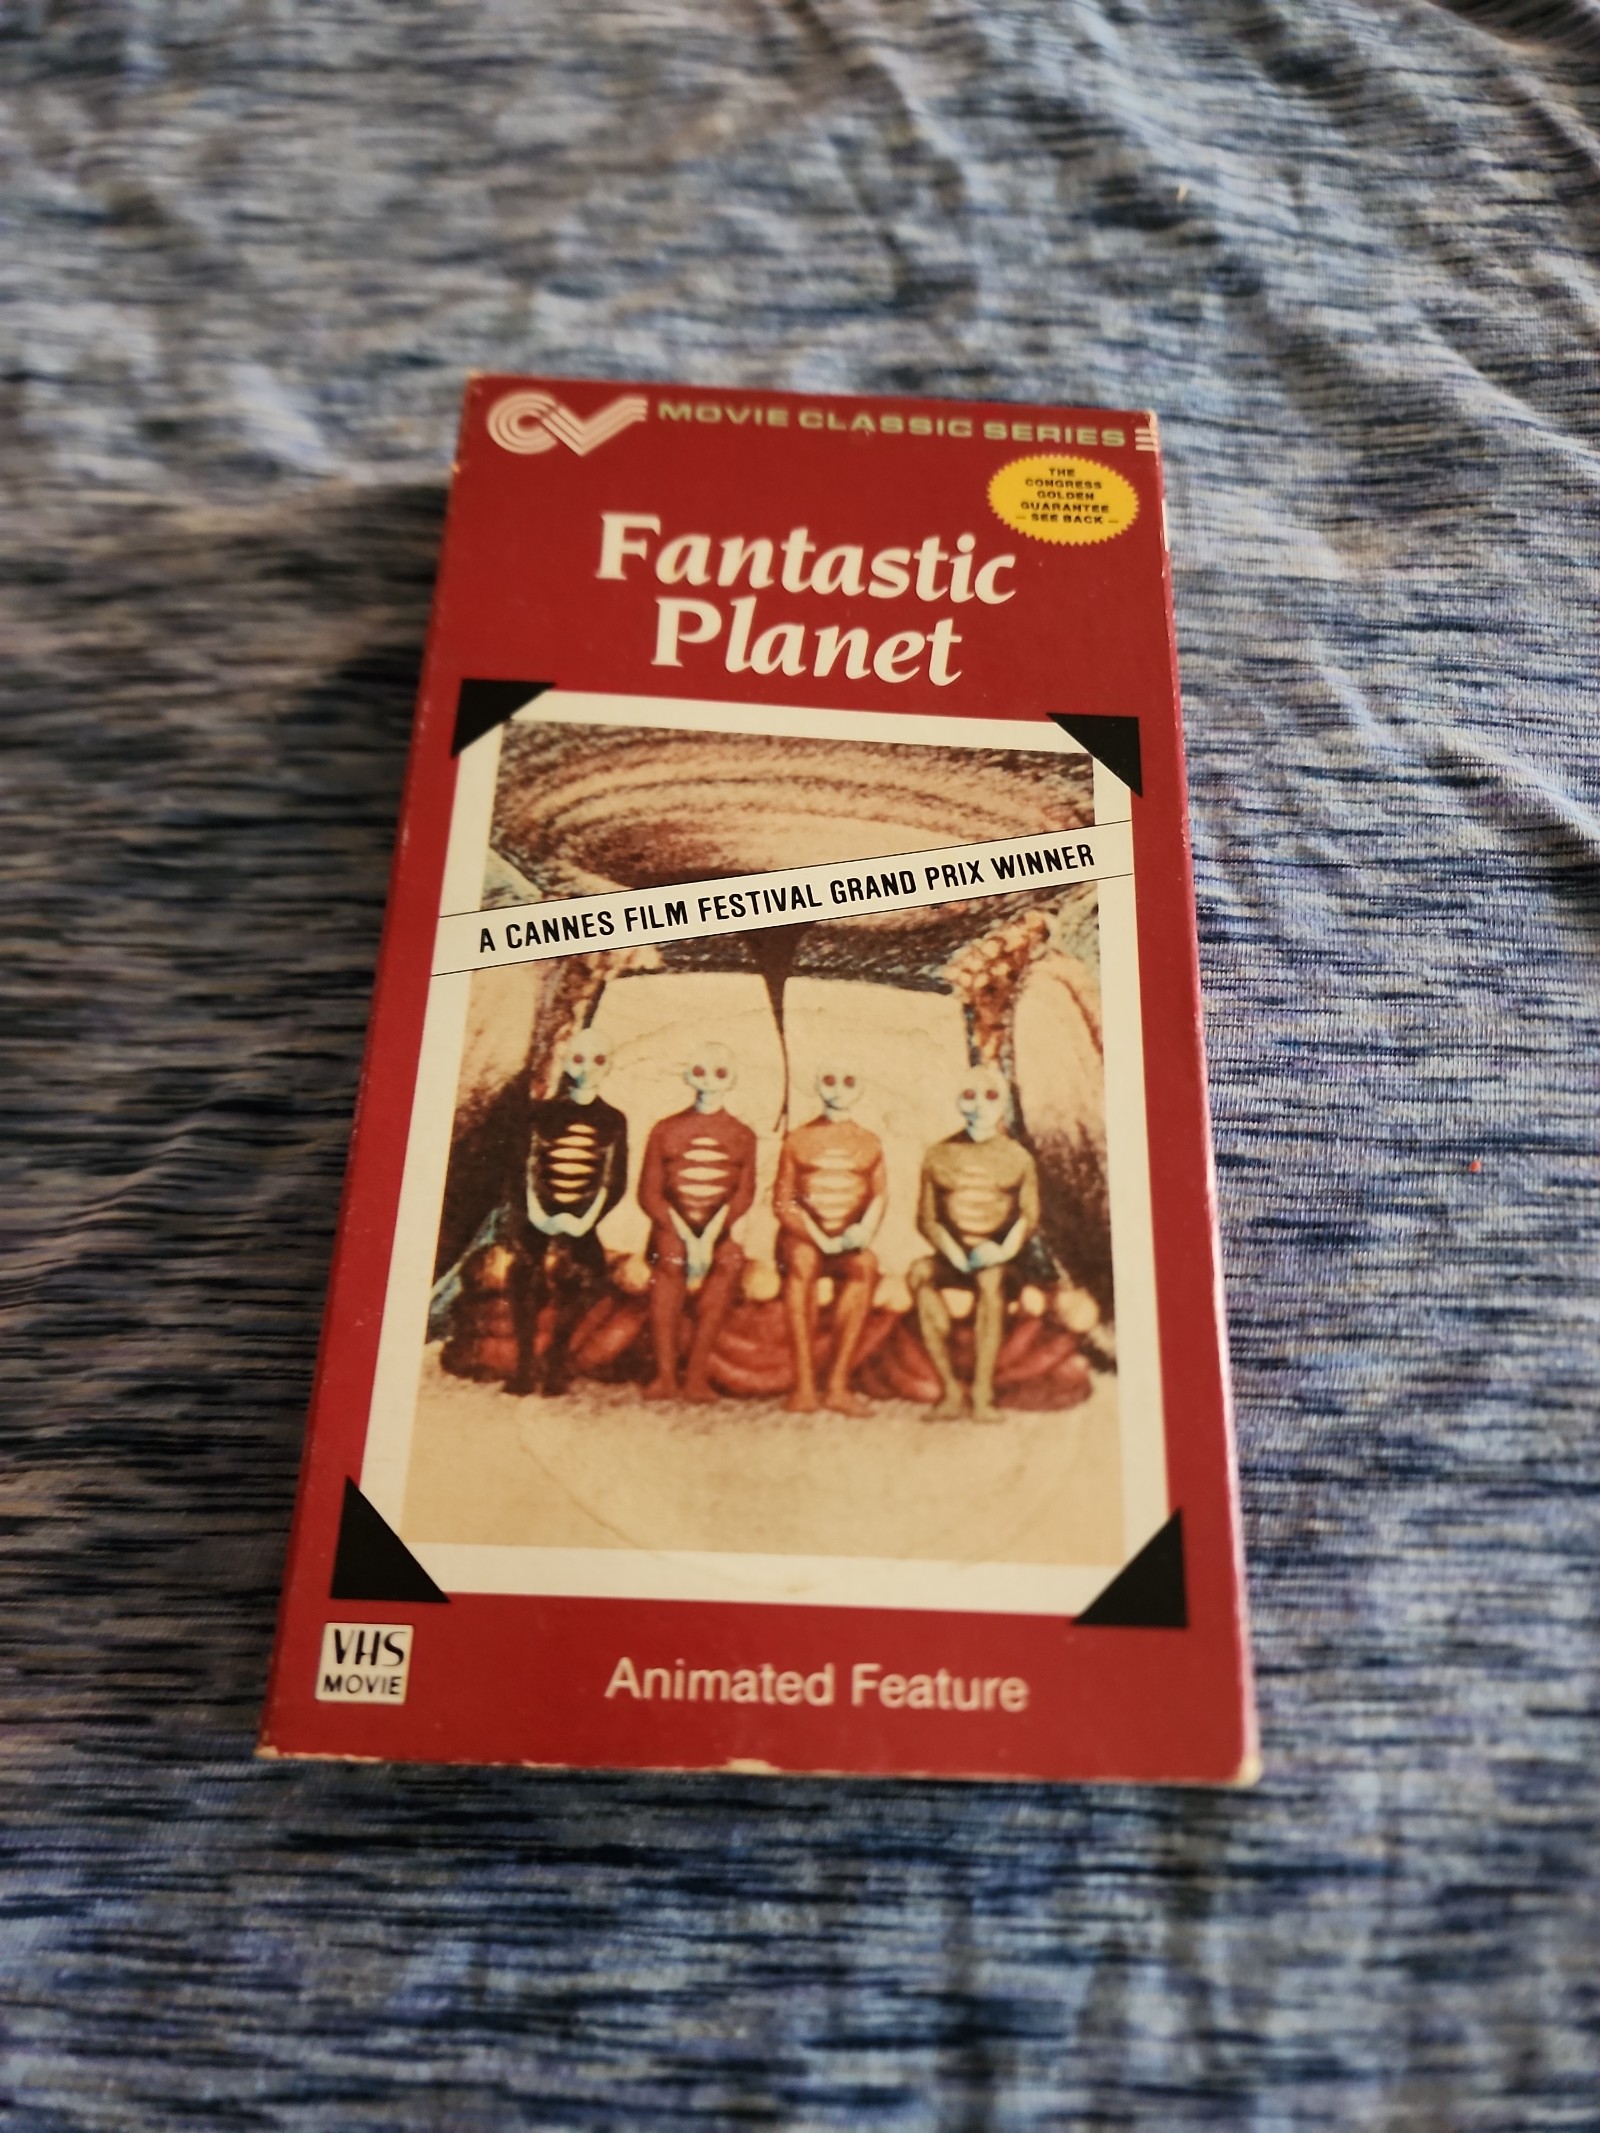 CV MOVIE CLASSIC SERIES
THE
CONGRESS
GOLDEN
GUARANTEE
— SEE BACK —
Fantastic
Planet
A CANNES FILM FESTIVAL GRAND PRIX WINNER
VHS
MOVIE
Animated Feature